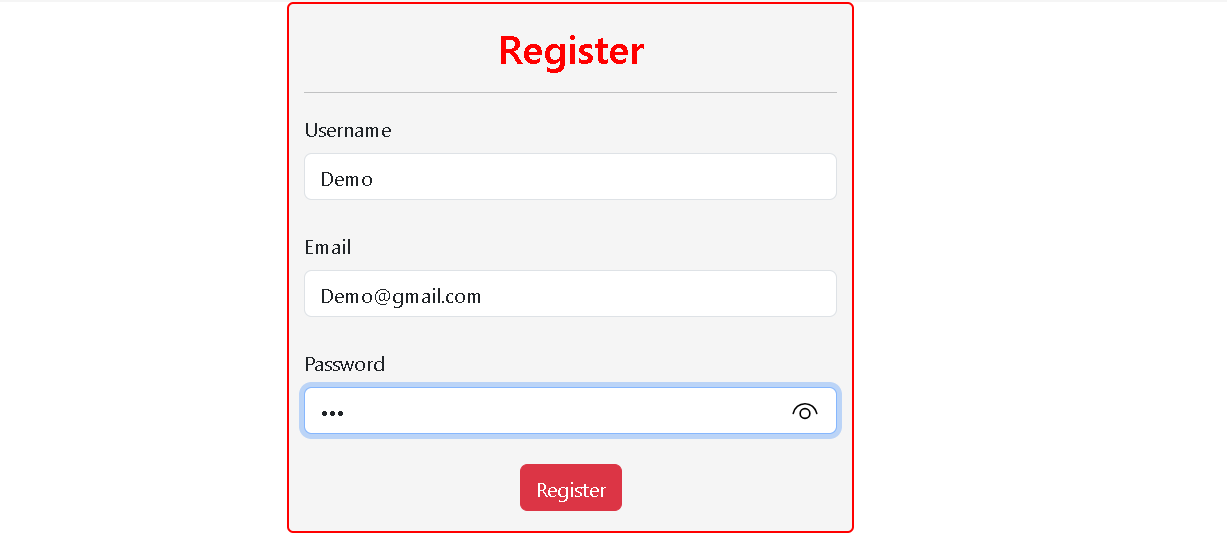 Register
Username
Demo
Email
Demo@gmail.com
Password
•••
Register